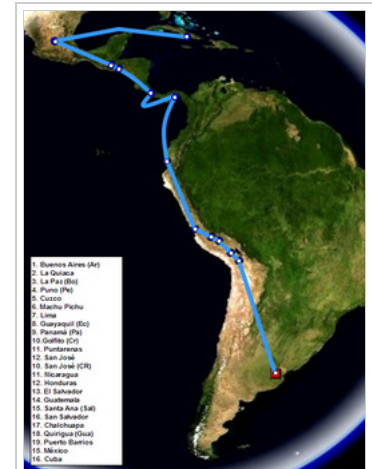 1. Buenos Aires (Ar)
2. La Quiaca
3. La Paz (Bo)
4. Puno (Pe)
5. Cuzco
6. Machu Pichu
7. Lima
8. Guayaquil (Ec)
9. Panamá (Pa)
10.Golfito (Cr)
11. Puntarenas
12. San José
10. San José (CR)
11. Nicaragua
12. Honduras
13. El Salvador
14. Guatemala
15. Santa Ana (Sal)
16. San Salvador
17. Chalchuapa
18. Quirigua (Gua)
19. Puerto Barrios
15. México
16. Cuba